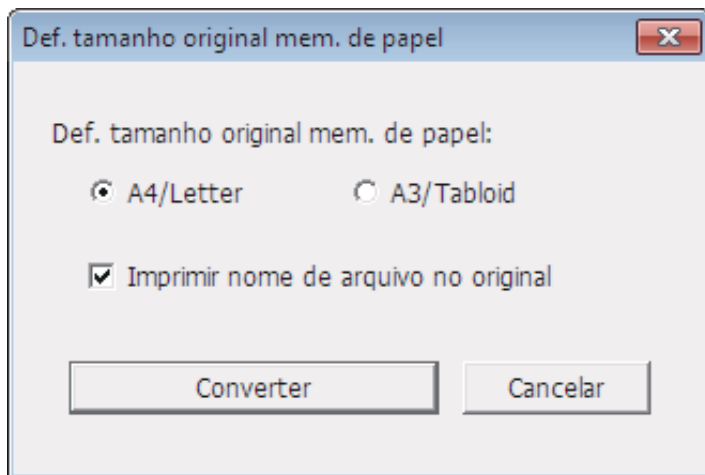 Def. tamanho original mem. de papel
Def. tamanho original mem. de papel:
A4/Letter A3/Tabloid
Imprimir nome de arquivo no original
Converter Cancelar